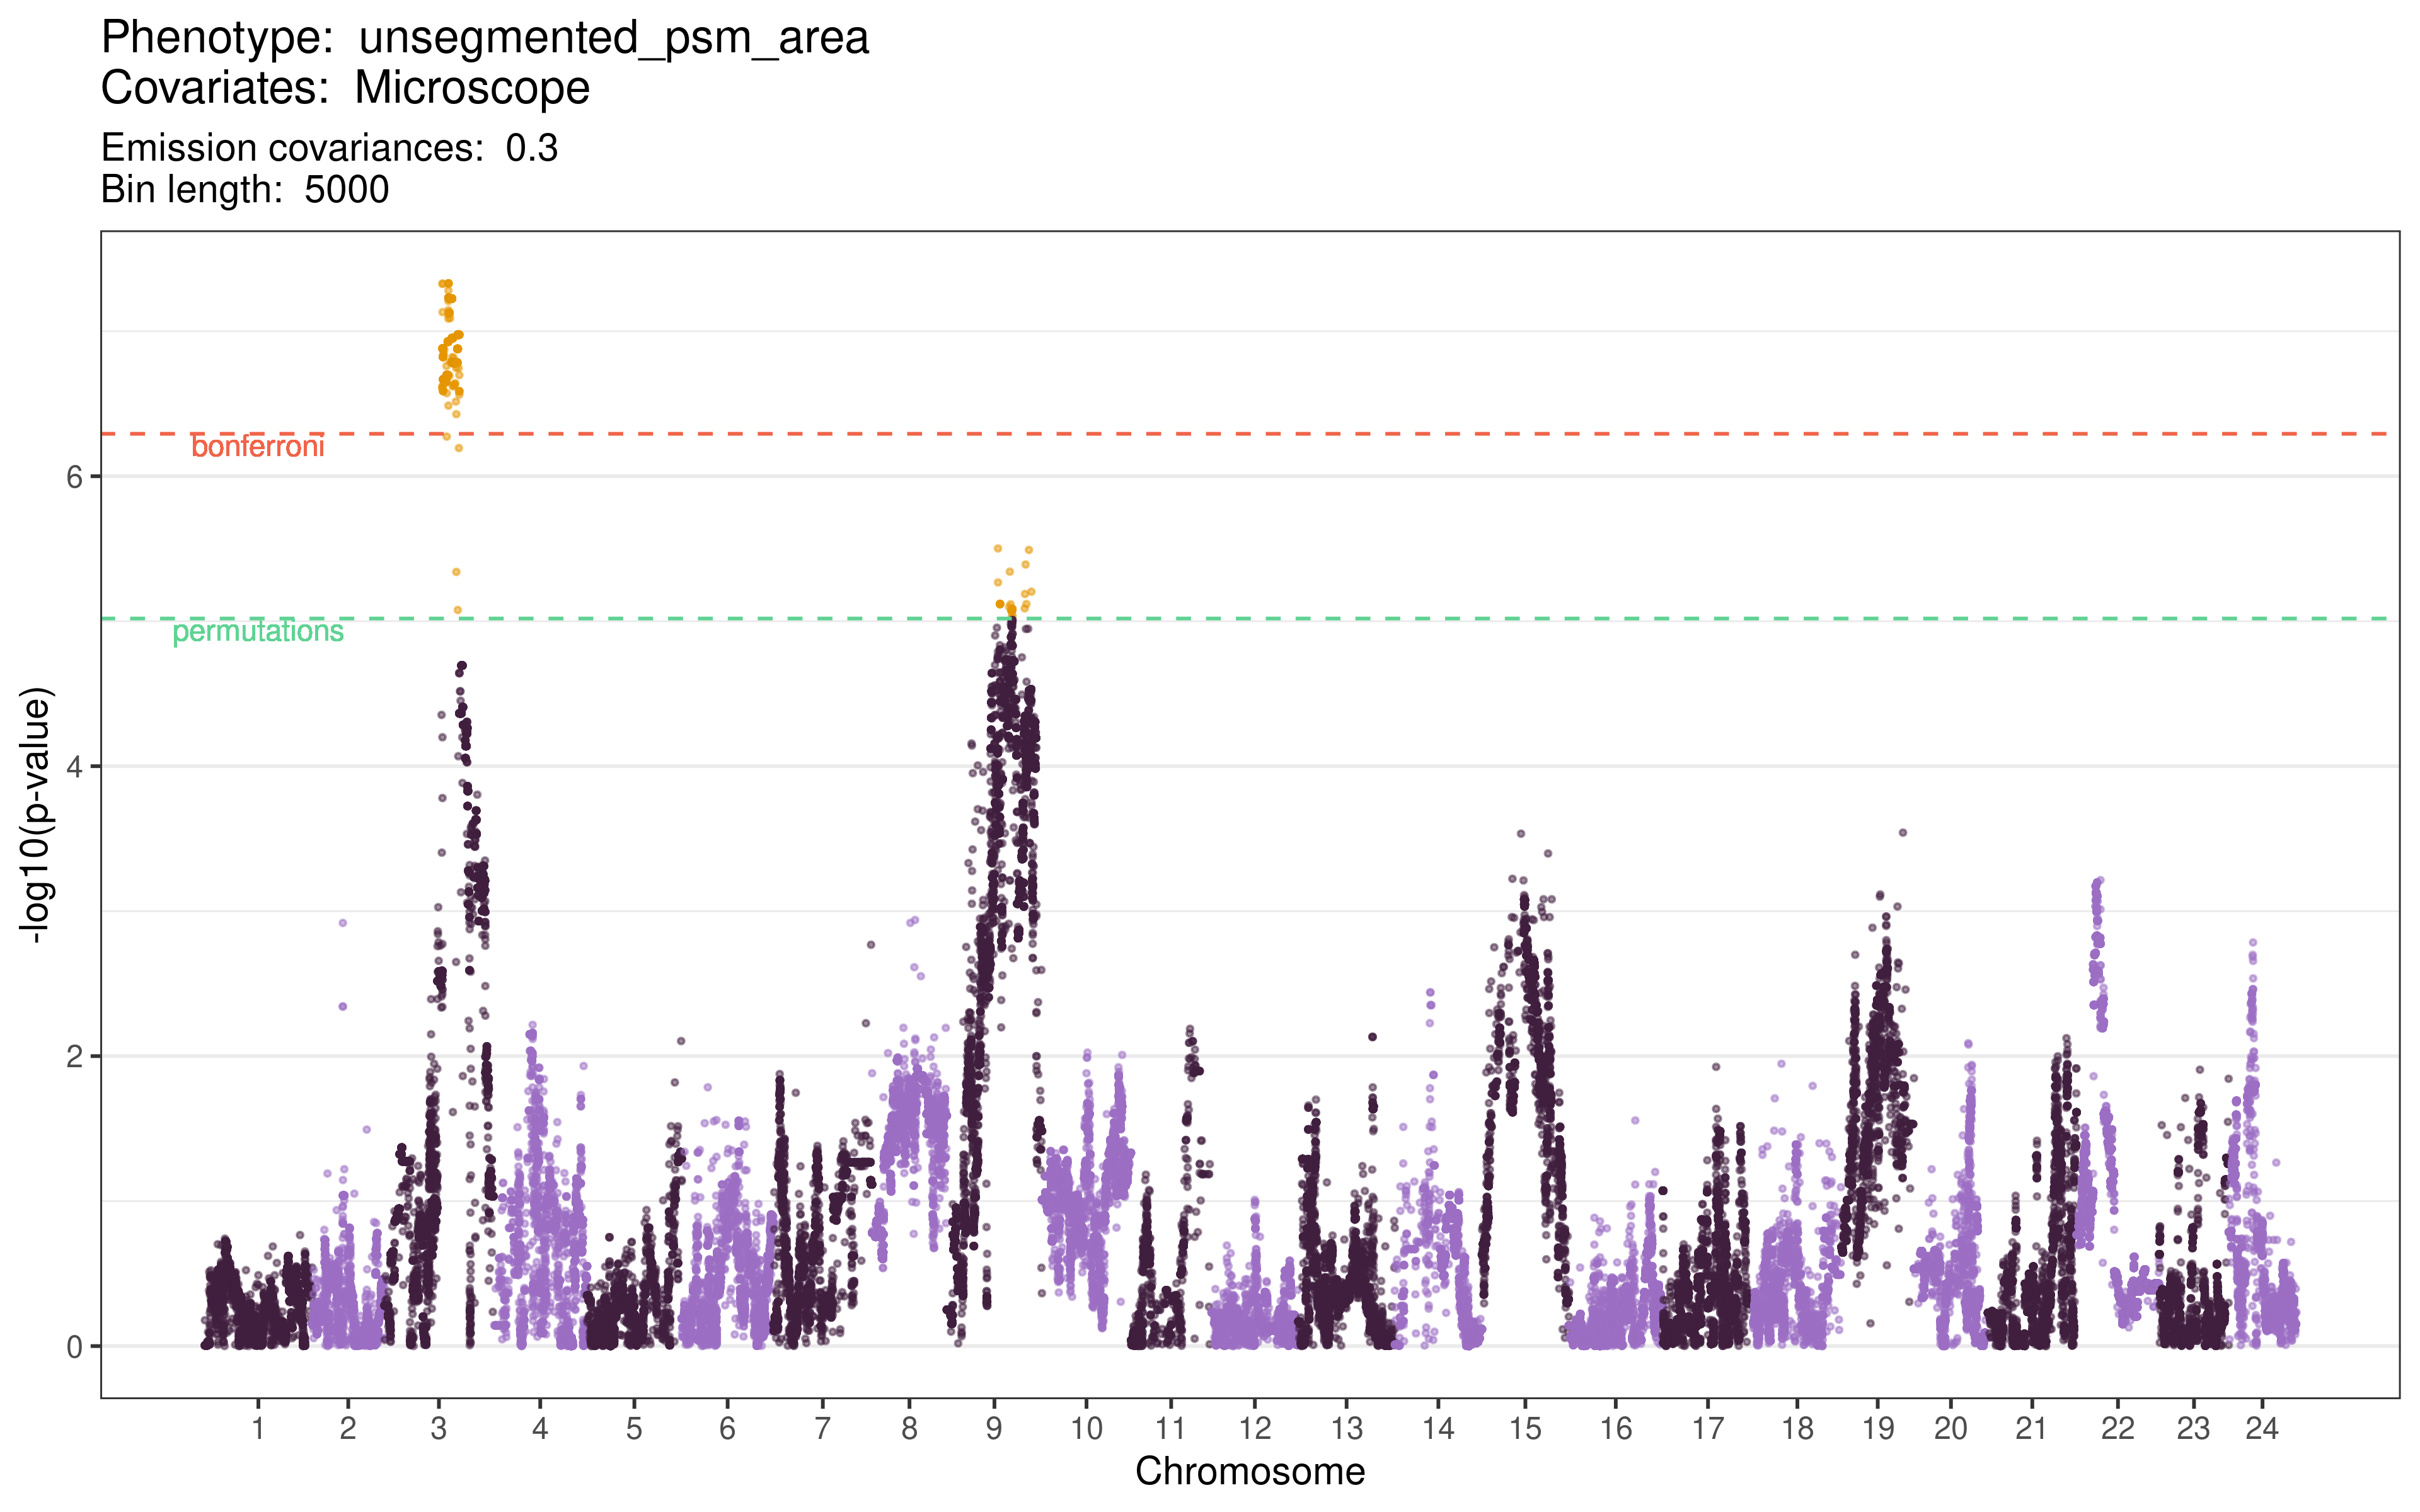 Phenotype:  unsegmented_psm_area
Covariates:  Microscope
Emission covariances:  0.3
Bin length:  5000
bonferroni
6
permutations
-log10(p-value)
4
2
0
1 2 3 4 5 6 7 8 9 10 11 12 13 14 15 16 17 18 19 20 21 22 23 24
Chromosome